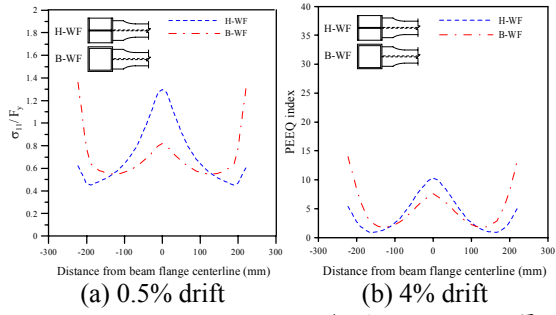 2
1.8
1.6
1.4
1.2
1
0.8
0.6
0.4
0.2
0
σ11/Fy
H-WF
B-WF
H-WF
B-WF
-300 -200 -100 0 100 200 300
Distance from beam flange centerline (mm)
(a) 0.5% drift
40
35
30
25
20
15
10
5
0
PEEQ index
H-WF
B-WF
H-WF
B-WF
-300 -200 -100 0 100 200 300
Distance from beam flange centerline (mm)
(b) 4% drift